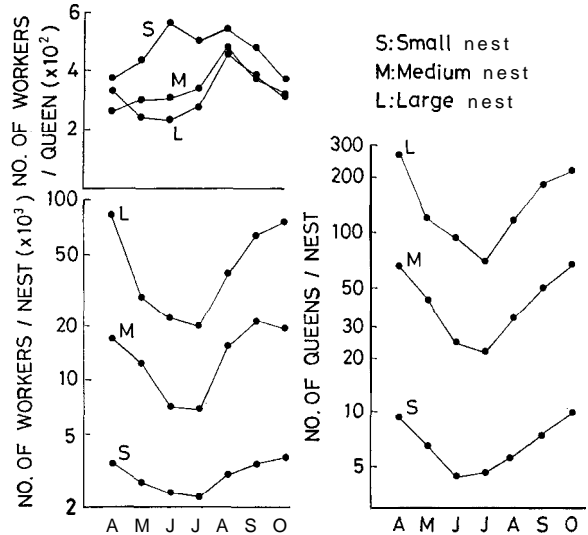 NO. OF WORKERS
/ QUEEN (x10²)
6
4
2
S
M
L
S:Small nest
M:Medium nest
L:Large nest
NO. OF WORKERS / NEST (x10³)
100
50
20
10
5
2
L
M
S
A M J J A S O
NO. OF QUEENS / NEST
300
200
100
50
30
20
10
5
L
M
S
A M J J A S O